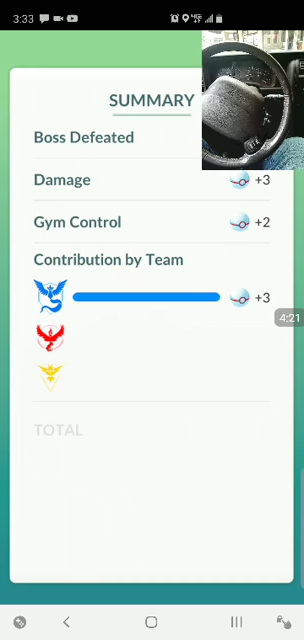 3:33
SUMMARY
Boss Defeated
Damage +3
Gym Control +2
Contribution by Team
+3
4:21
TOTAL